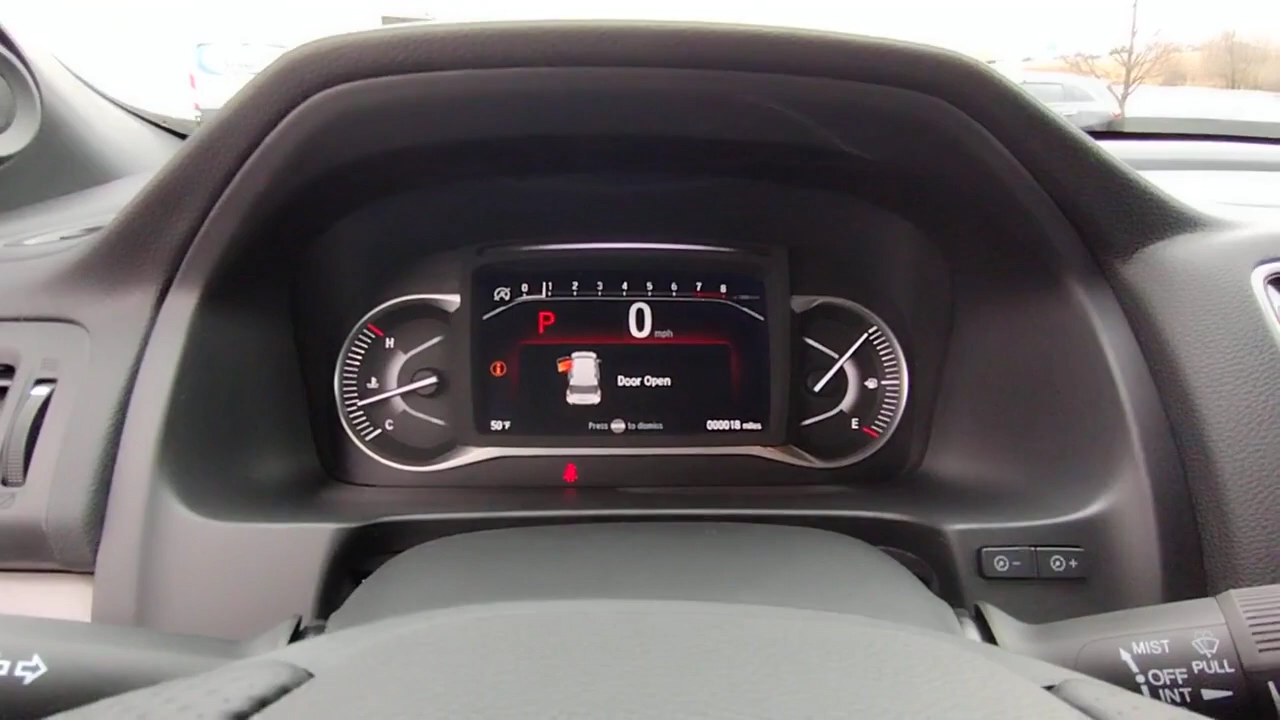 0 1 2 3 4 5 6 7 8
P 0 mph
H
Door Open
C
E
50°F
Press to dismiss
000018 miles
- +
MIST
PULL
OFF
INT